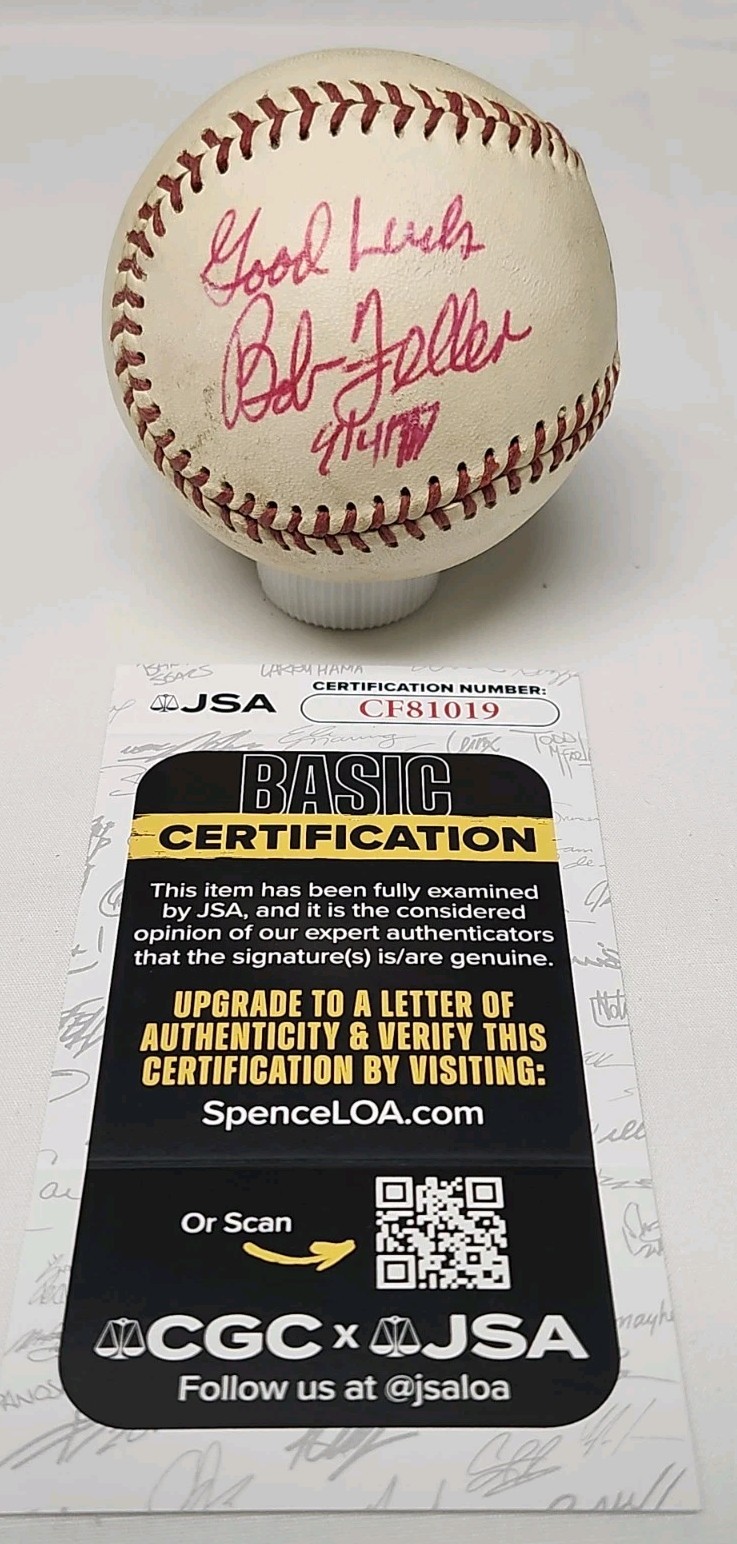 Good Luck
Bob Feller
LARRY HAMA
JSA
CERTIFICATION NUMBER:
CF81019
BASIC
CERTIFICATION
This item has been fully examined
by JSA, and it is the considered
opinion of our expert authenticators
that the signature(s) is/are genuine.
UPGRADE TO A LETTER OF
AUTHENTICITY & VERIFY THIS
CERTIFICATION BY VISITING:
SpenceLOA.com
Or Scan
CGC x JSA
Follow us at @jsaloa